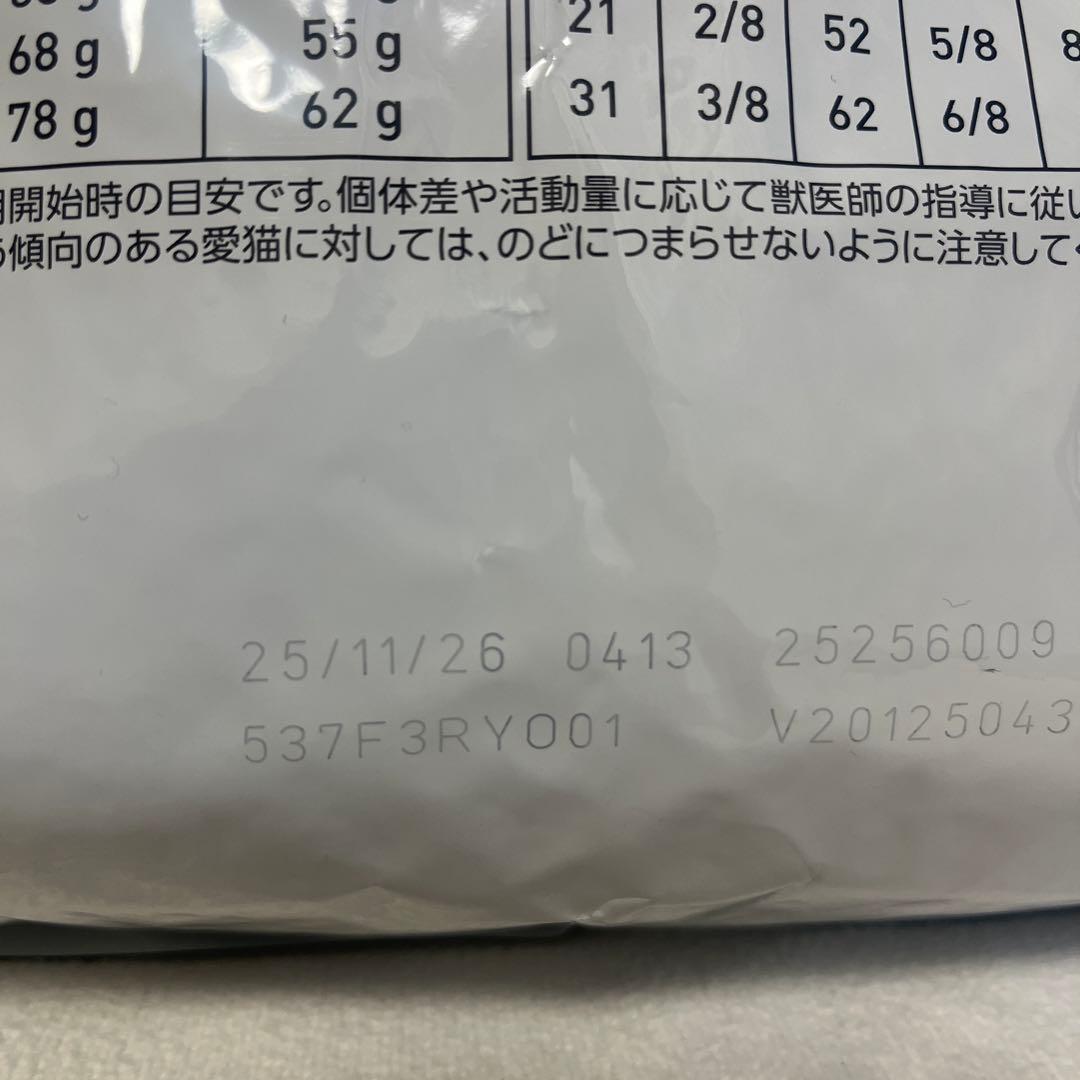 68 g 55 g 21 2/8 52 5/8
78 g 62 g 31 3/8 62 6/8
開始時の目安です。個体差や活動量に応じて獣医師の指導に従い
傾向のある愛猫に対しては、のどにつまらせないように注意して
25/11/26 0413 25256009
537F3RY001 V20125043